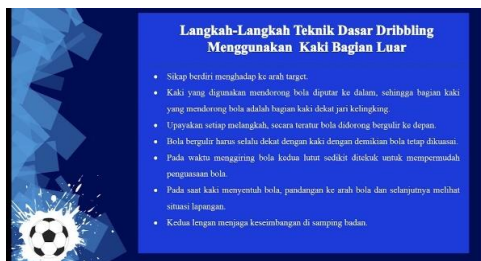 Langkah-Langkah Teknik Dasar Dribbling
Menggunakan Kaki Bagian Luar
• Sikap berdiri menghadap ke arah target.
• Kaki yang digunakan mendorong bola diputar ke dalam, sehingga bagian kaki
yang mendorong bola adalah bagian kaki dekat jari kelingking.
• Upayakan setiap melangkah, secara teratur bola didorong bergulir ke depan.
• Bola bergulir harus selalu dekat dengan kaki dengan demikian bola tetap dikuasai.
• Pada waktu menggiring bola kedua lutut sedikit ditekuk untuk mempermudah
penguasaan bola.
• Pada saat kaki menyentuh bola, pandangan ke arah bola dan selanjutnya melihat
situasi lapangan.
• Kedua lengan menjaga keseimbangan di samping badan.